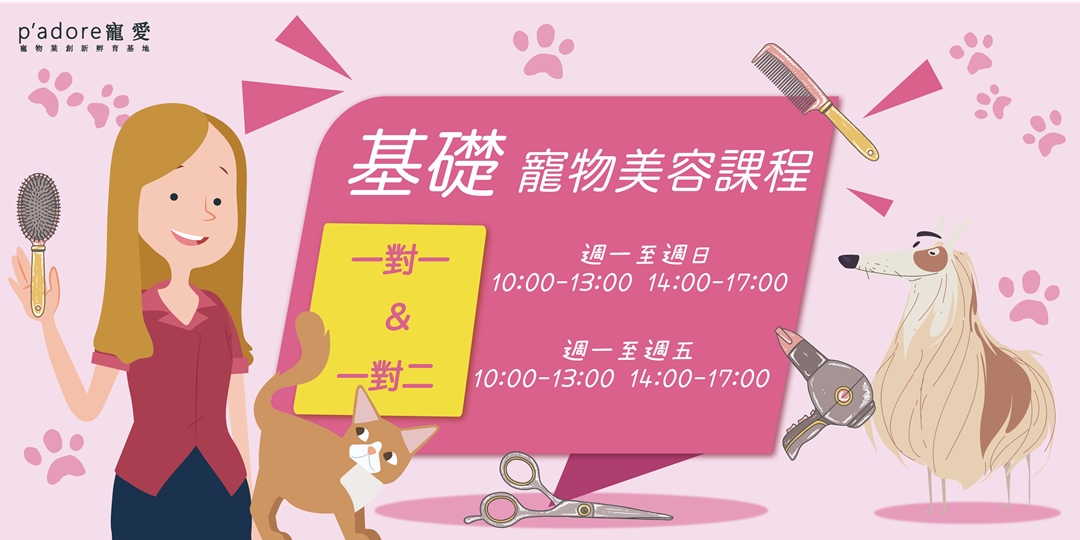 p'adore寵愛
寵物業創新孵育基地
基礎 寵物美容課程
一對一
&
一對二
週一至週日
10:00-13:00 14:00-17:00
週一至週五
10:00-13:00 14:00-17:00